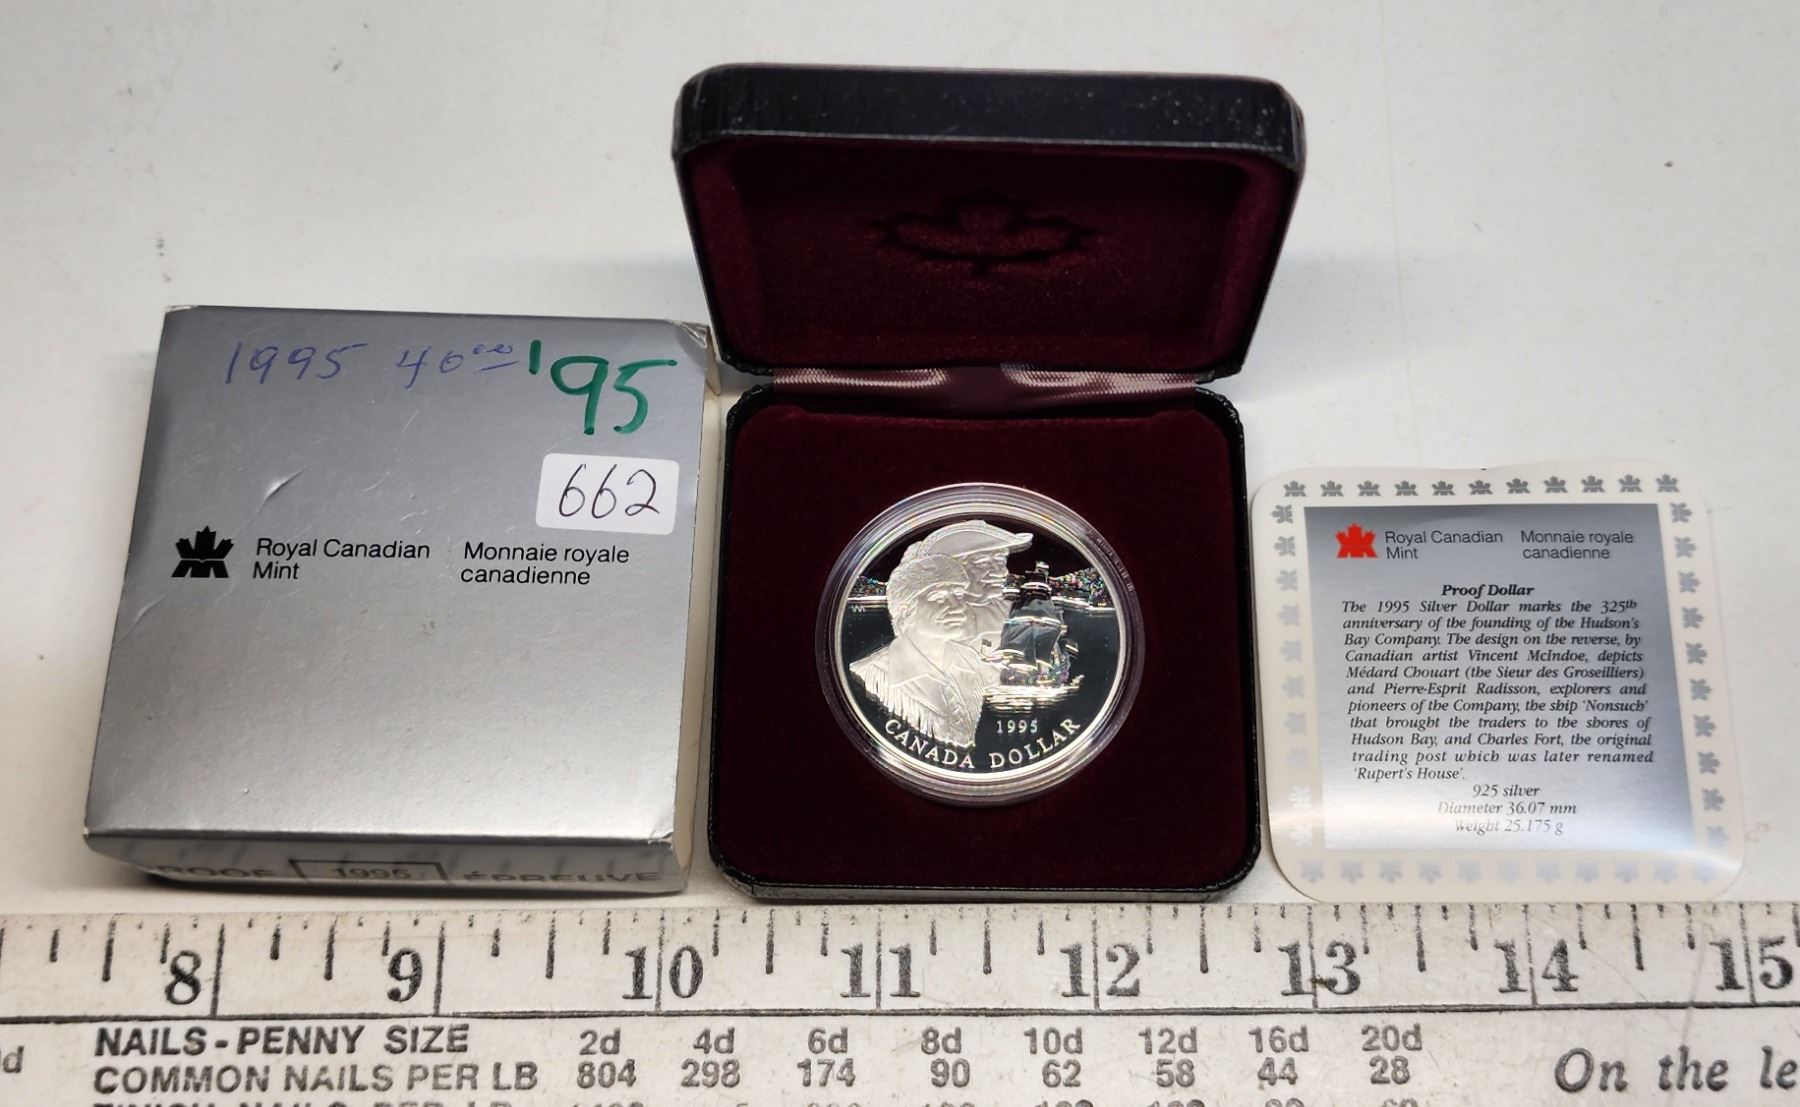 1995 40.00 '95
662
Royal Canadian Mint
Monnaie royale canadienne
PROOF 1995 ÉPREUVE
CANADA DOLLAR
1995
Royal Canadian Mint
Monnaie royale canadienne
Proof Dollar
The 1995 Silver Dollar marks the 325th
anniversary of the founding of the Hudson's
Bay Company. The design on the reverse, by
Canadian artist Vincent McIndoe, depicts
Médard Chouart (the Sieur des Groseilliers)
and Pierre-Esprit Radisson, explorers and
pioneers of the Company, the ship 'Nonsuch'
that brought the traders to the shores of
Hudson Bay, and Charles Fort, the original
trading post which was later renamed
'Rupert's House'.
925 silver
Diameter 36.07 mm
Weight 25.175 g
8 9 10 11 12 13 14 15
NAILS-PENNY SIZE 2d 4d 6d 8d 10d 12d 16d 20d
COMMON NAILS PER LB 804 298 174 90 62 58 44 28
On the le